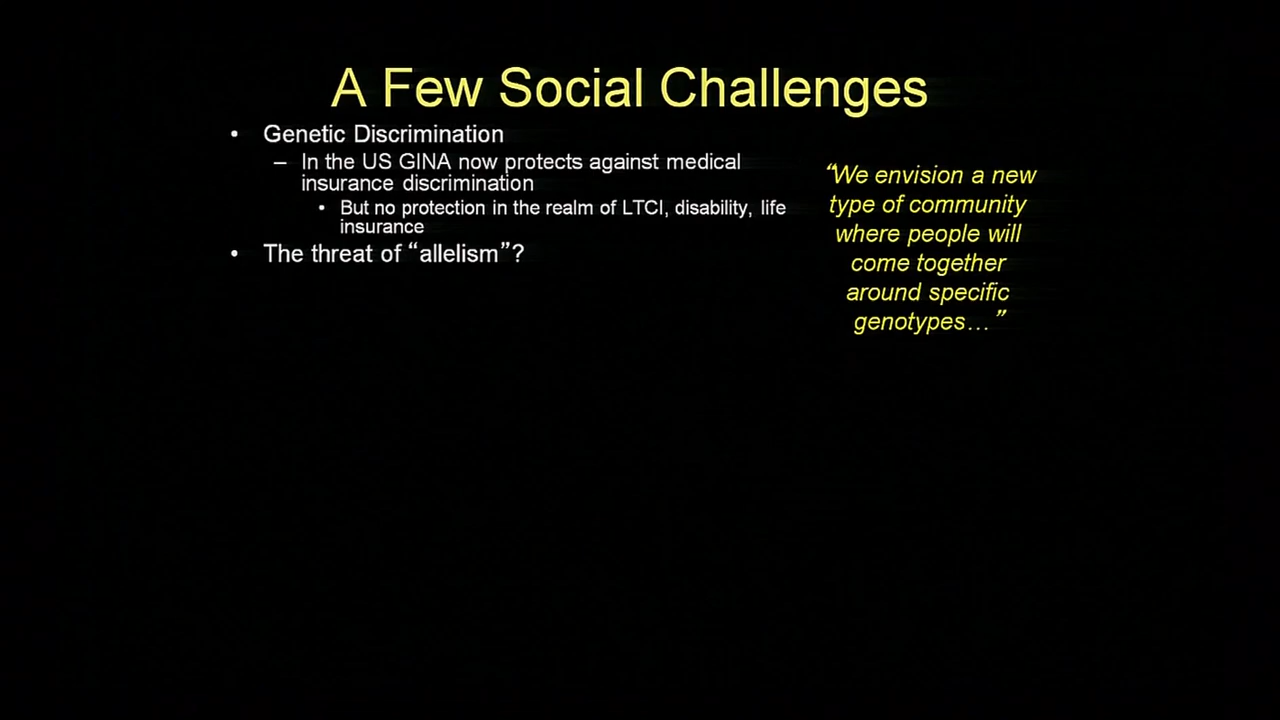 A Few Social Challenges
• Genetic Discrimination
– In the US GINA now protects against medical
insurance discrimination
• But no protection in the realm of LTCI, disability, life
insurance
• The threat of “allelism”?
“We envision a new
type of community
where people will
come together
around specific
genotypes…”